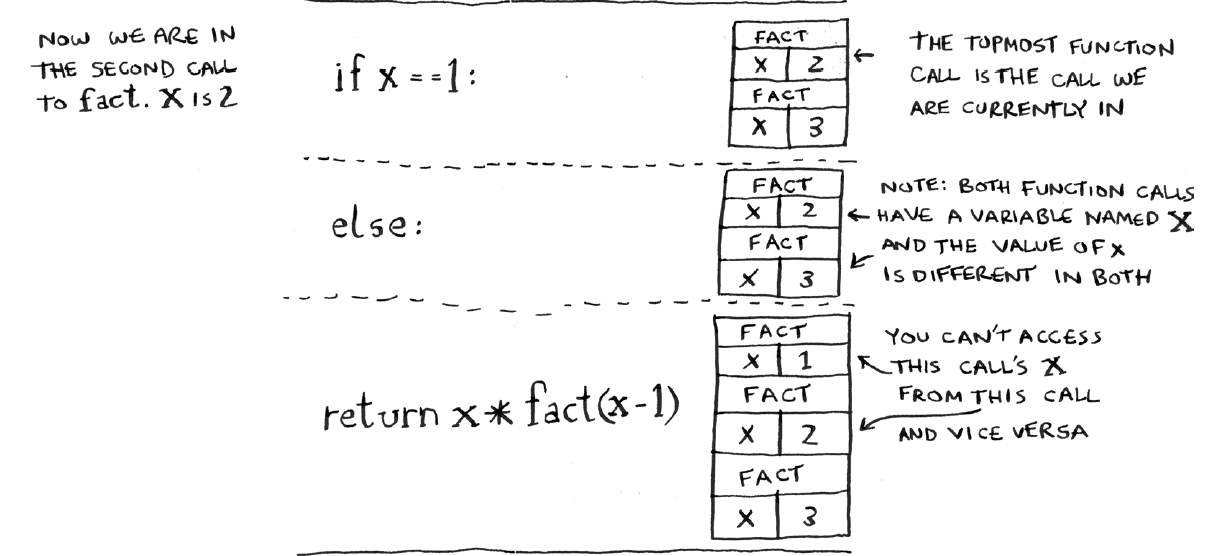 NOW WE ARE IN
THE SECOND CALL
TO fact. X IS 2
if x ==1:
FACT
X 2
FACT
X 3
THE TOPMOST FUNCTION
CALL IS THE CALL WE
ARE CURRENTLY IN
else:
FACT
X 2
FACT
X 3
NOTE: BOTH FUNCTION CALLS
HAVE A VARIABLE NAMED X
AND THE VALUE OF X
IS DIFFERENT IN BOTH
return x * fact(x-1)
FACT
X 1
FACT
X 2
FACT
X 3
YOU CAN'T ACCESS
THIS CALL'S X
FROM THIS CALL
AND VICE VERSA